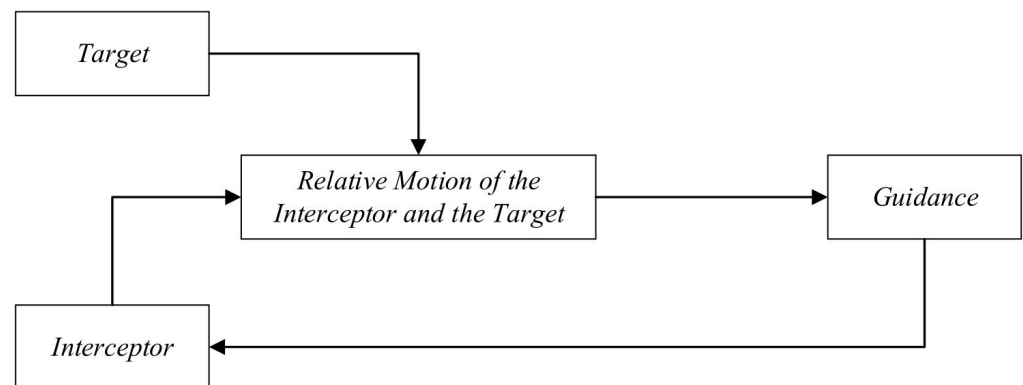 Target
Relative Motion of the
Interceptor and the Target
Guidance
Interceptor